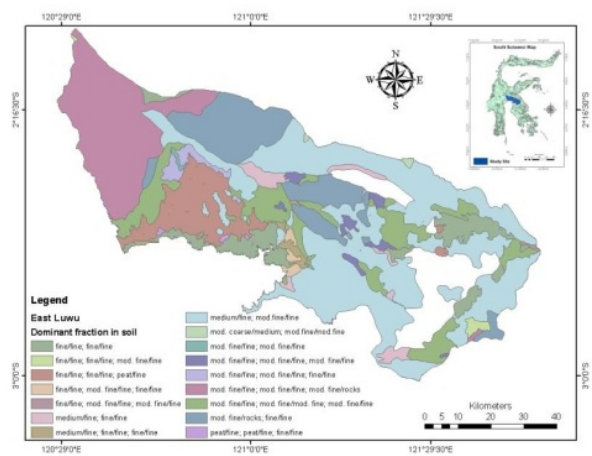 120°29'0"E 121°0'0"E 121°29'30"E
South Sulawesi Map
Study Site
N
W E
S
2°16'30"S 2°16'30"S
Legend
East Luwu
Dominant fraction in soil
fine/fine; fine/fine
fine/fine; fine/fine; mod. fine/fine
fine/fine; fine/fine; peat/fine
fine/fine; mod. fine/fine; fine/fine
fine/fine; mod. fine/fine; mod. fine/fine
medium/fine; fine/fine
medium/fine; fine/fine; fine/fine
medium/fine; mod.fine/fine
mod. coarse/medium; mod.fine/mod.fine
mod. fine/fine; mod. fine/fine
mod. fine/fine; mod. fine/fine; mod. fine/fine
mod. fine/fine; mod. fine/fine; fine/fine
mod. fine/fine; mod. fine/fine; mod. fine/rocks
mod. fine/fine; mod. fine/mod. fine; mod. fine/fine
mod. fine/rocks; fine/fine
peat/fine; peat/fine; fine/fine
3°0'0"S 3°0'0"S
Kilometers
0 5 10 20 30 40
120°29'0"E 121°0'0"E 121°29'30"E